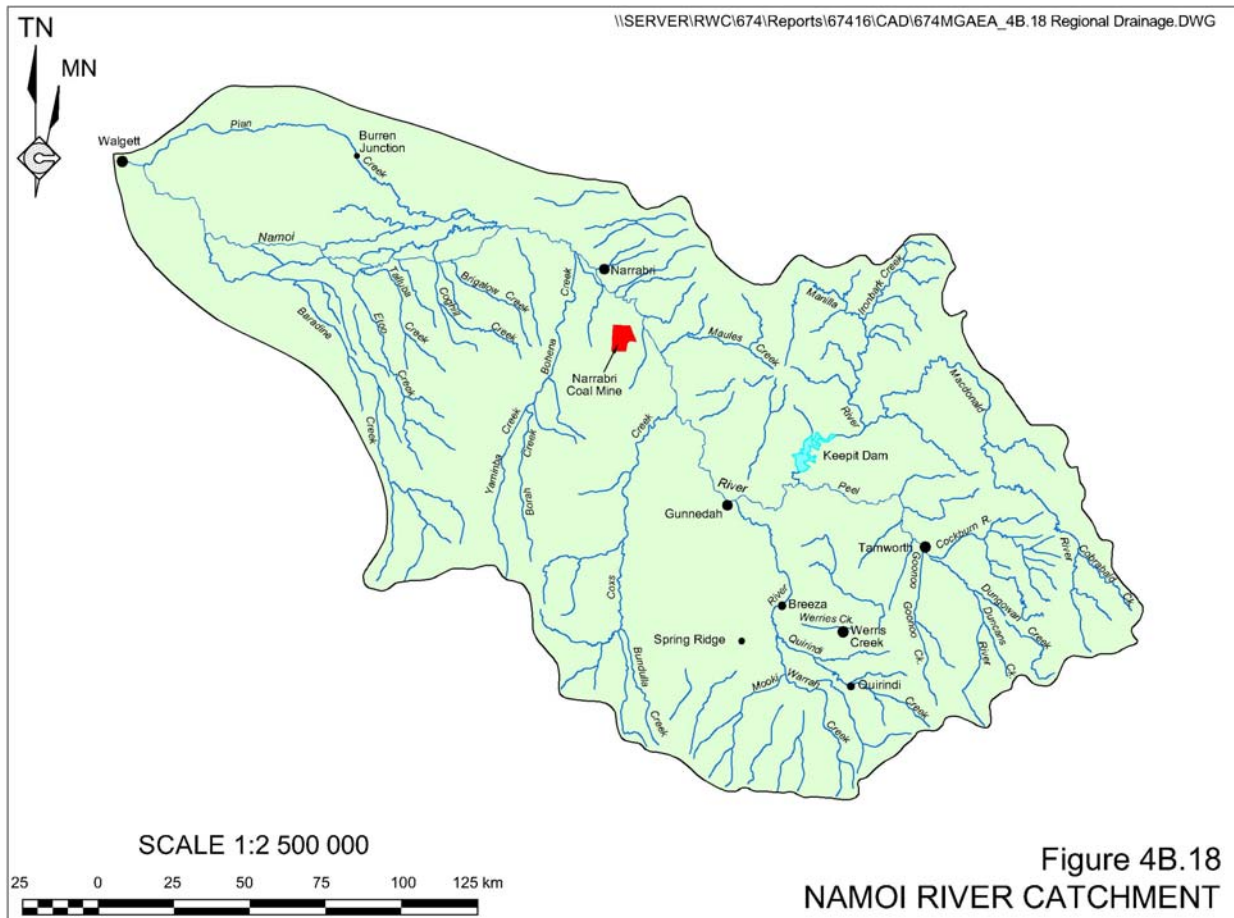 \\SERVER\RWC\674\Reports\67416\CAD\674MGAEA_4B.18 Regional Drainage.DWG
TN
MN
Walgett
Pian
Burren
Junction
Creek
Namoi
Narrabri
Baradine
Creek
Etoo
Creek
Talluba
Creek
Coghil
Creek
Brigalow
Creek
Bohena
Creek
Narrabri
Coal Mine
Maules
Creek
Manilla
River
Ironbark Creek
Macdonald
River
Keepit Dam
Yaminba
Creek
Borah
Creek
Coxs
Creek
River
Gunnedah
Peel
Tamworth
Cockburn R.
Cobrabald
Ck.
Goonoo
Goonoo
Ck.
Dungowan
Creek
Duncans
Ck.
River
River
Breeza
Werries Ck.
Werris
Creek
Spring Ridge
Quirindi
Creek
Mooki
Warrah
Creek
Quirindi
Bundulla
Creek
SCALE 1:2 500 000
25 0 25 50 75 100 125 km
Figure 4B.18
NAMOI RIVER CATCHMENT